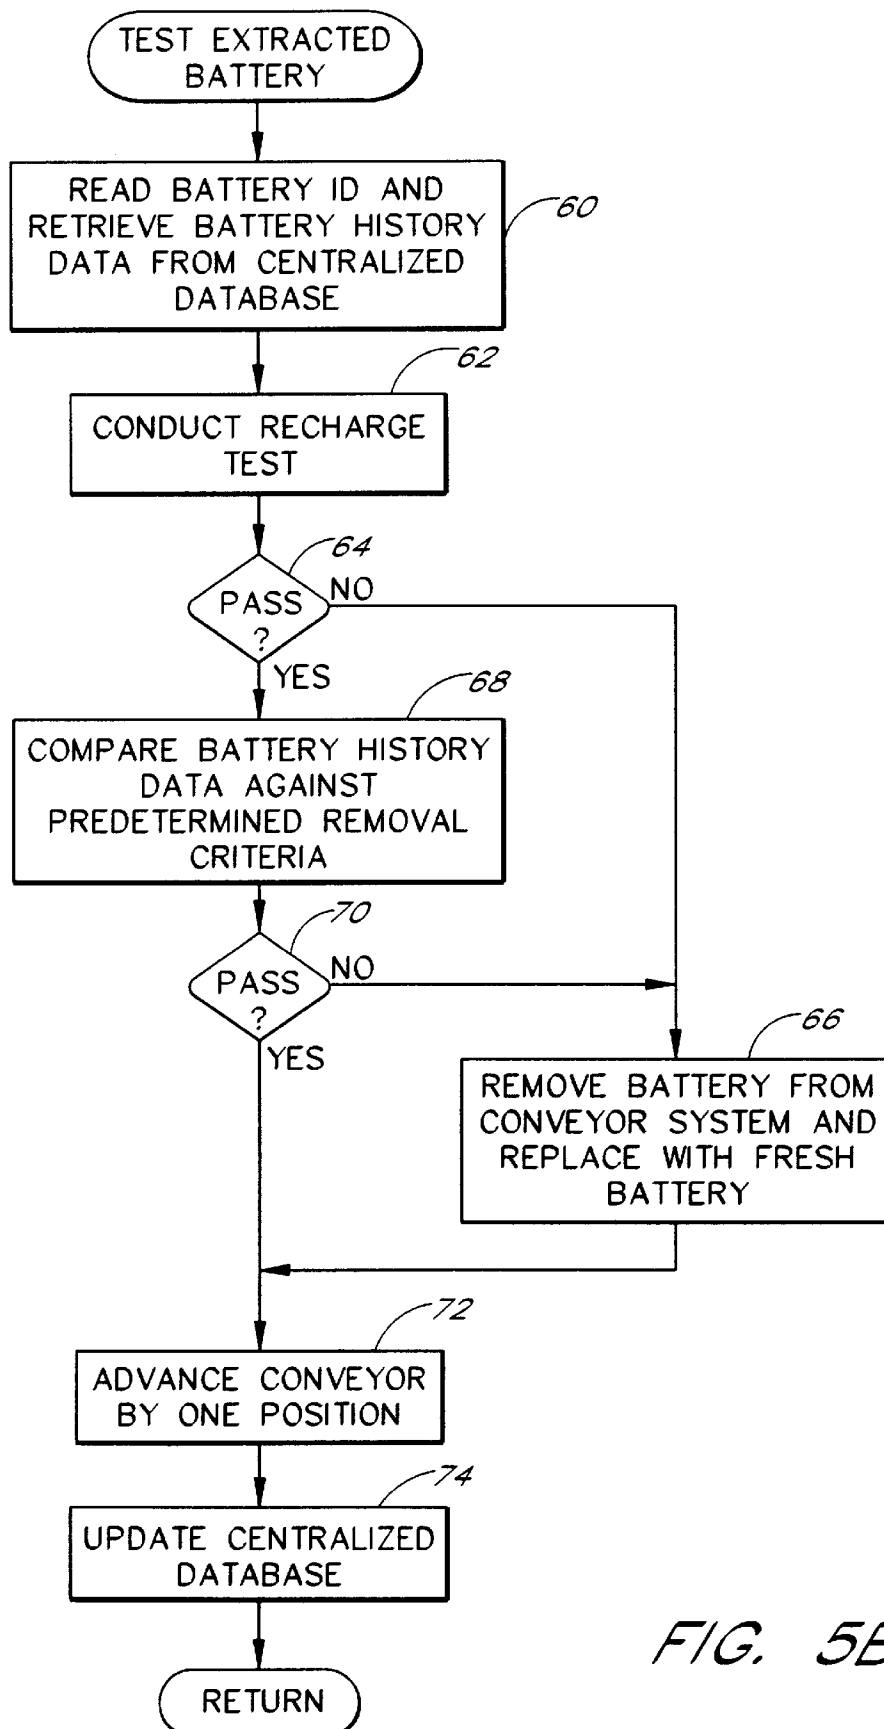 TEST EXTRACTED
BATTERY
READ BATTERY ID AND
RETRIEVE BATTERY HISTORY
DATA FROM CENTRALIZED
DATABASE
60
62
CONDUCT RECHARGE
TEST
64
PASS
?
NO
YES
68
COMPARE BATTERY HISTORY
DATA AGAINST
PREDETERMINED REMOVAL
CRITERIA
70
PASS
?
NO
YES
66
REMOVE BATTERY FROM
CONVEYOR SYSTEM AND
REPLACE WITH FRESH
BATTERY
72
ADVANCE CONVEYOR
BY ONE POSITION
74
UPDATE CENTRALIZED
DATABASE
RETURN
FIG. 5B